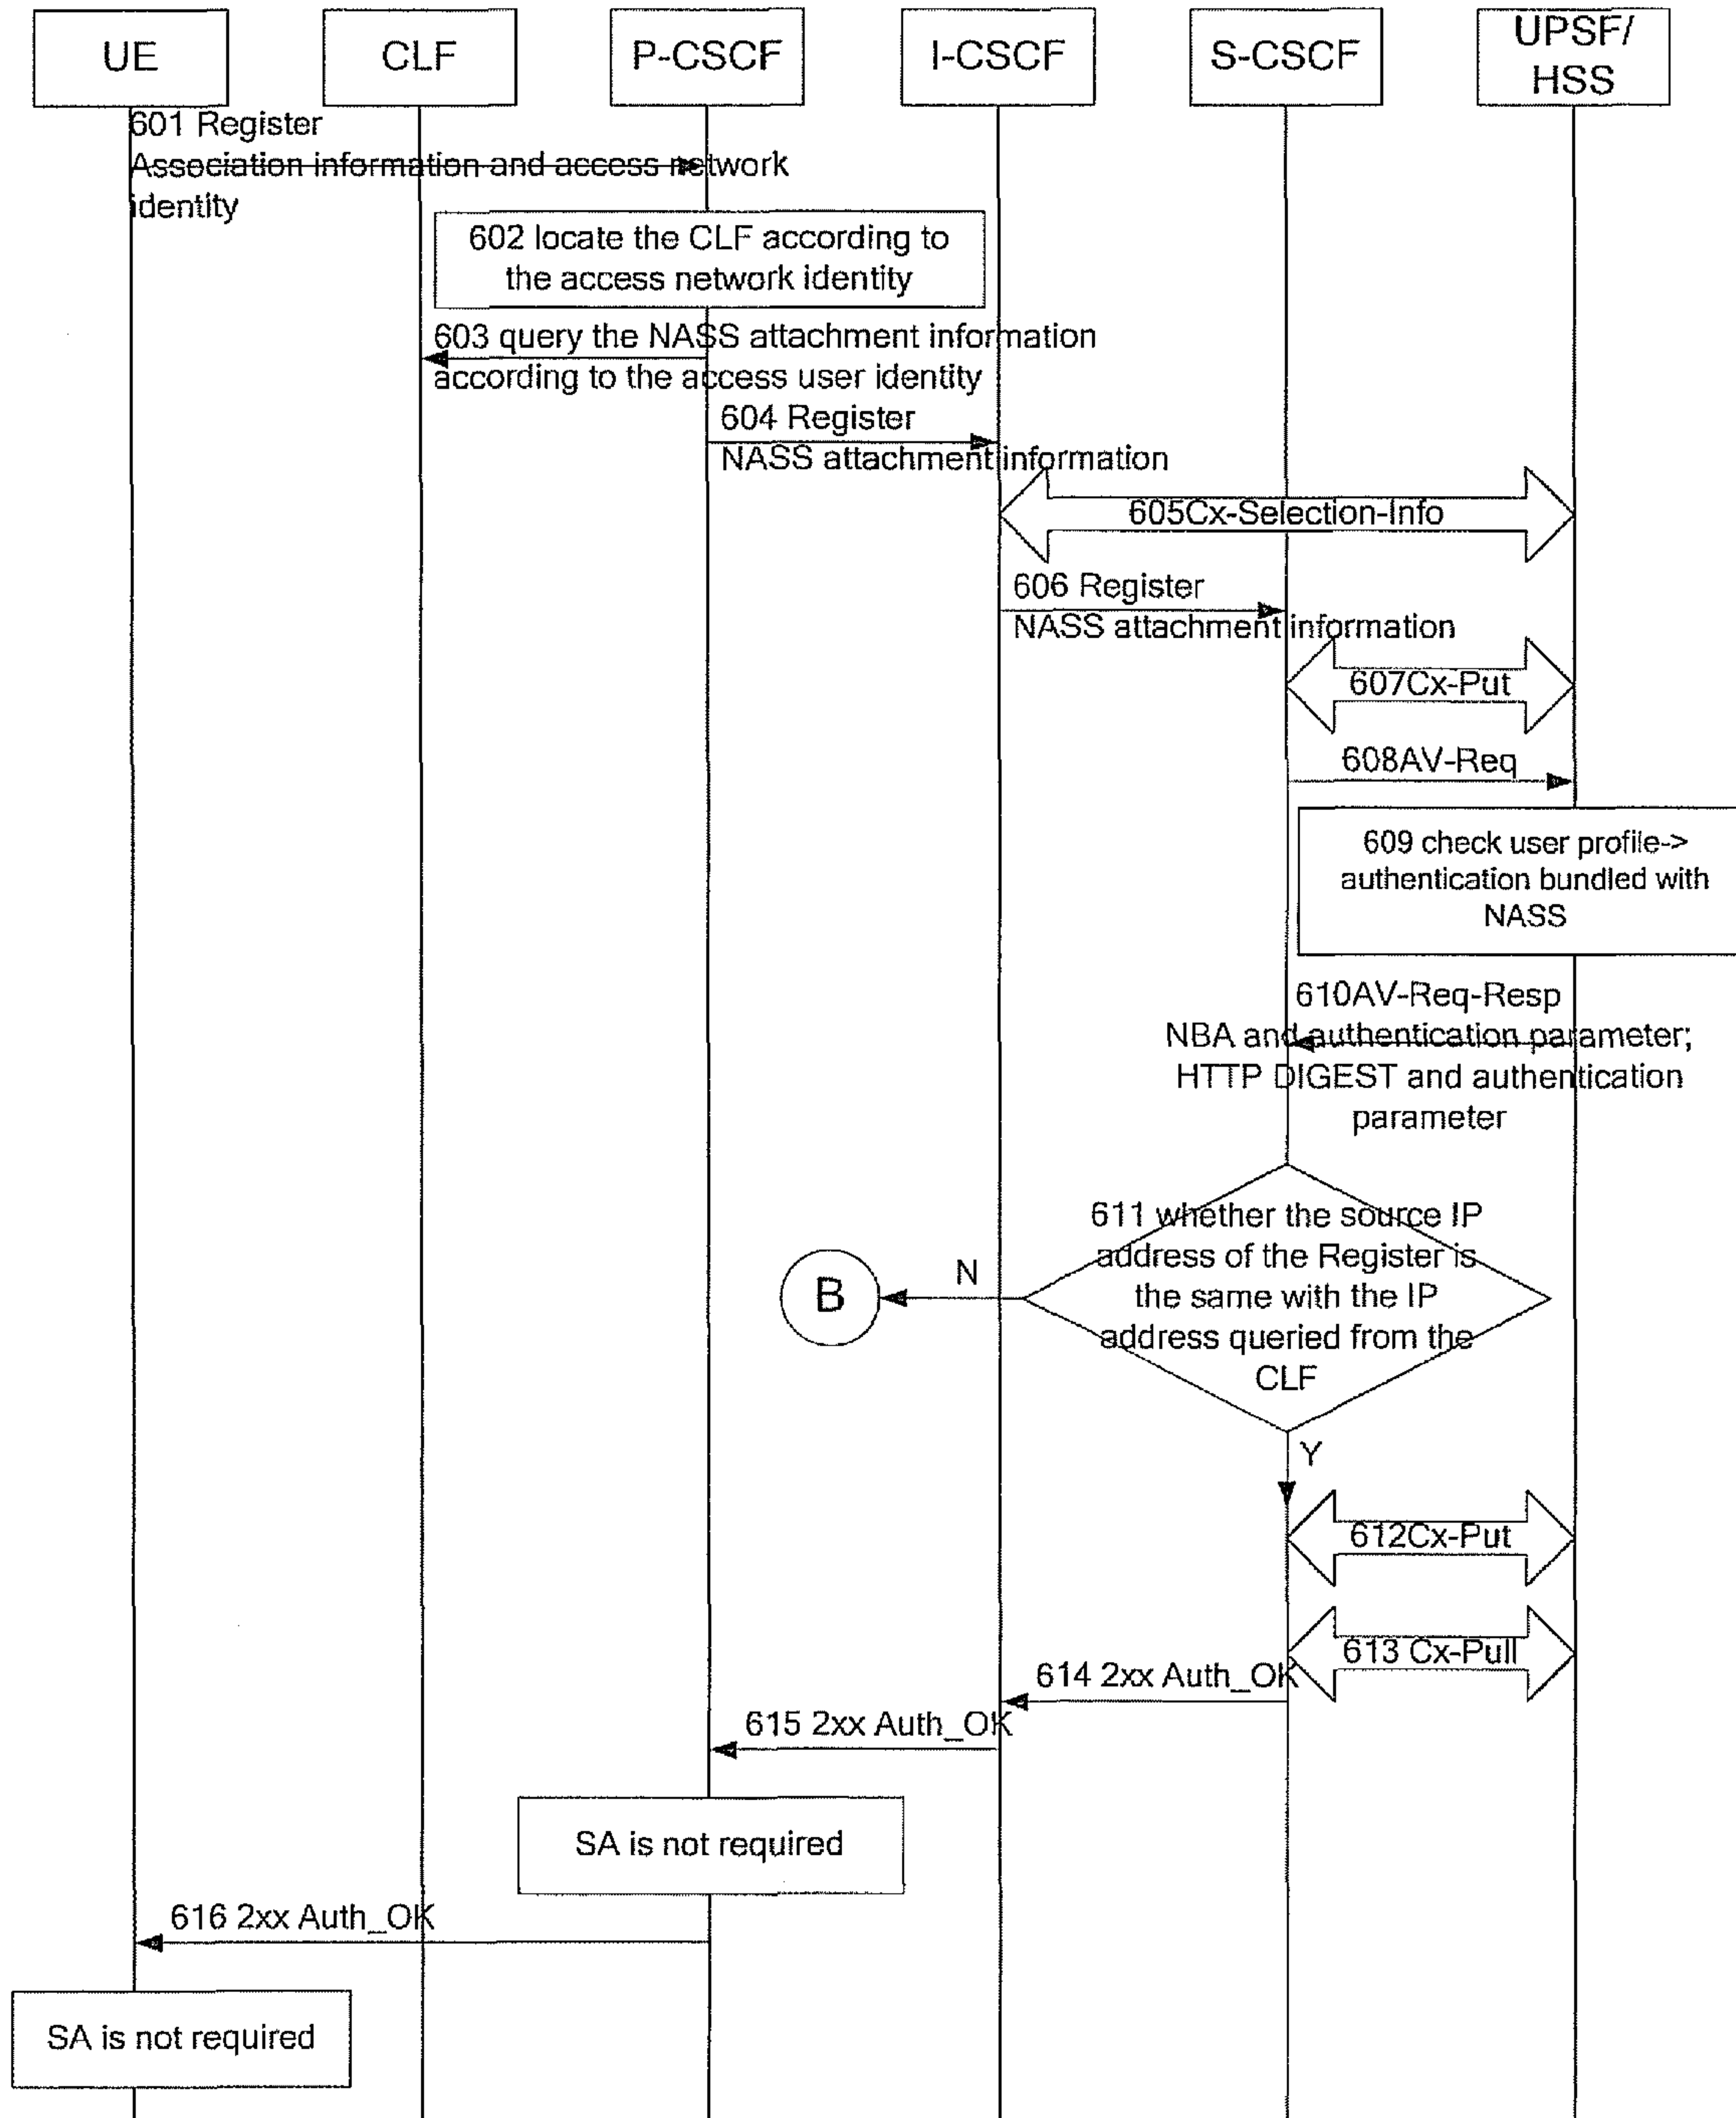 UE
CLF
P-CSCF
I-CSCF
S-CSCF
UPSF/
HSS
601 Register
Association information and access network
identity
602 locate the CLF according to
the access network identity
603 query the NASS attachment information
according to the access user identity
604 Register
NASS attachment information
605Cx-Selection-Info
606 Register
NASS attachment information
607Cx-Put
608AV-Req
609 check user profile->
authentication bundled with
NASS
610AV-Req-Resp
NBA and authentication parameter;
HTTP DIGEST and authentication
parameter
611 whether the source IP
address of the Register is
the same with the IP
address queried from the
CLF
N
B
Y
612Cx-Put
613 Cx-Pull
614 2xx Auth_OK
615 2xx Auth_OK
SA is not required
616 2xx Auth_OK
SA is not required